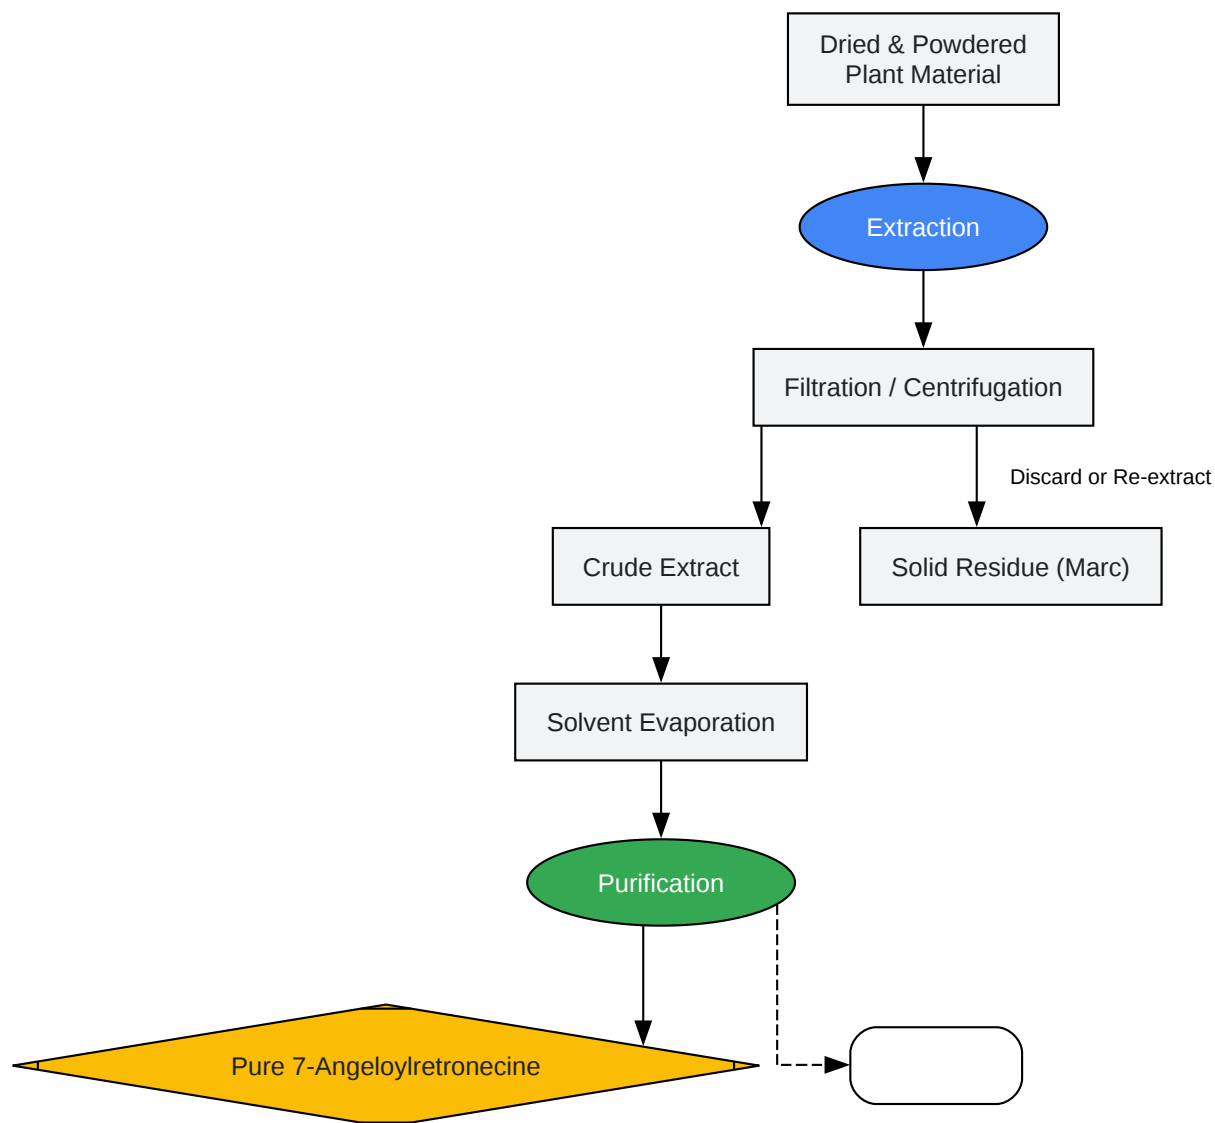 Dried & Powdered
Plant Material
Extraction
Filtration / Centrifugation
Discard or Re-extract
Crude Extract
Solid Residue (Marc)
Solvent Evaporation
Purification
Pure 7-Angeloylretronecine